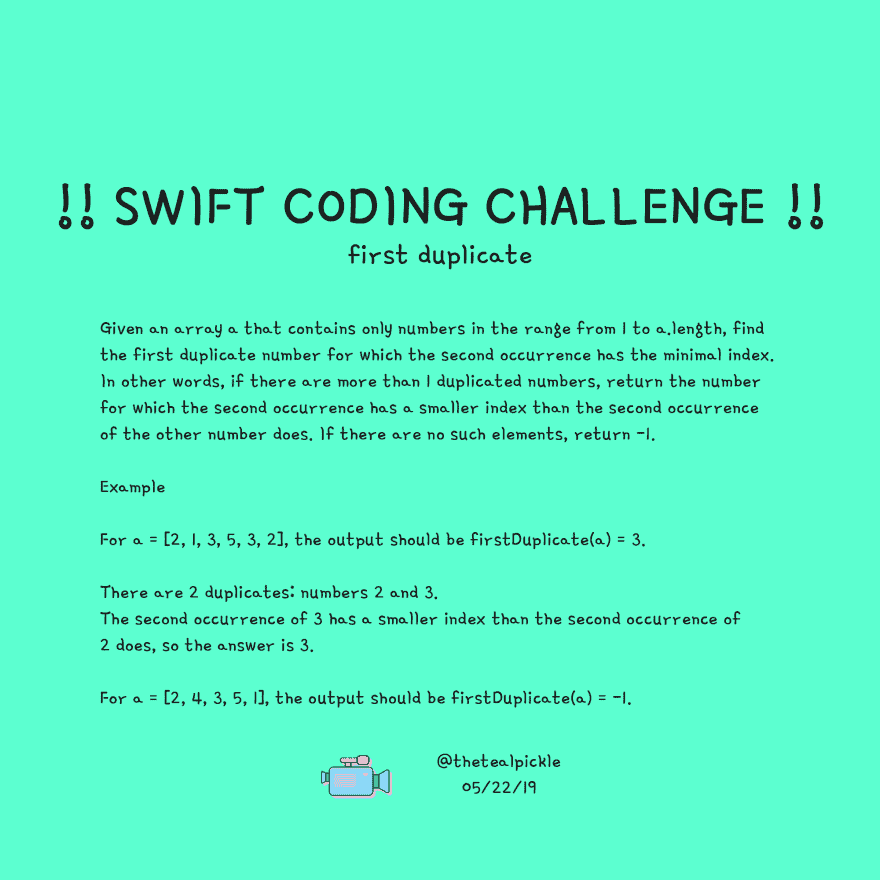 !! SWIFT CODING CHALLENGE !!
first duplicate
Given an array a that contains only numbers in the range from 1 to a.length, find
the first duplicate number for which the second occurrence has the minimal index.
In other words, if there are more than 1 duplicated numbers, return the number
for which the second occurrence has a smaller index than the second occurrence
of the other number does. If there are no such elements, return -1.
Example
For a = [2, 1, 3, 5, 3, 2], the output should be firstDuplicate(a) = 3.
There are 2 duplicates: numbers 2 and 3.
The second occurrence of 3 has a smaller index than the second occurrence of
2 does, so the answer is 3.
For a = [2, 4, 3, 5, 1], the output should be firstDuplicate(a) = -1.
@thetealpickle
05/22/19